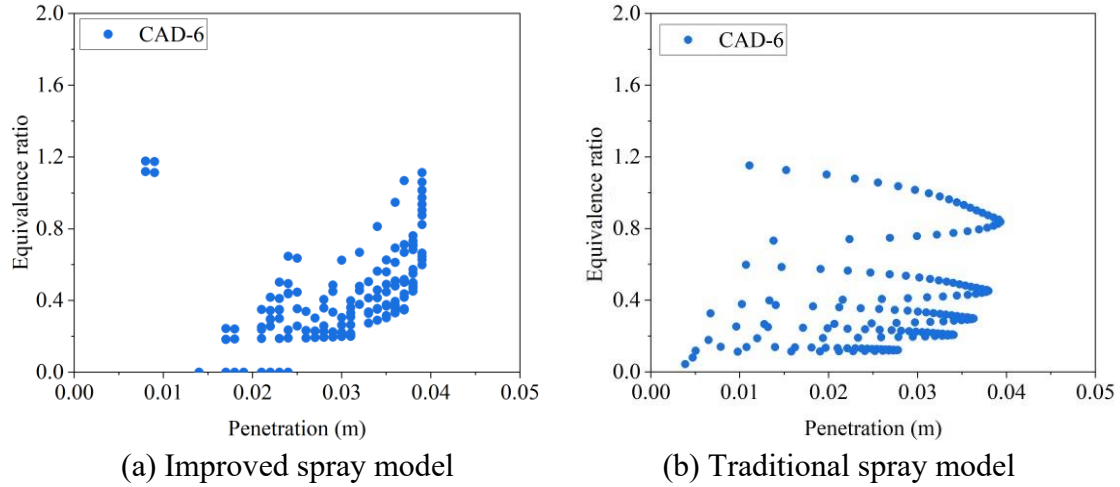 2.0
CAD-6
1.6
1.2
0.8
0.4
0.0
Equivalence ratio
0.00 0.01 0.02 0.03 0.04 0.05
Penetration (m)
(a) Improved spray model
2.0
CAD-6
1.6
1.2
0.8
0.4
0.0
Equivalence ratio
0.00 0.01 0.02 0.03 0.04 0.05
Penetration (m)
(b) Traditional spray model